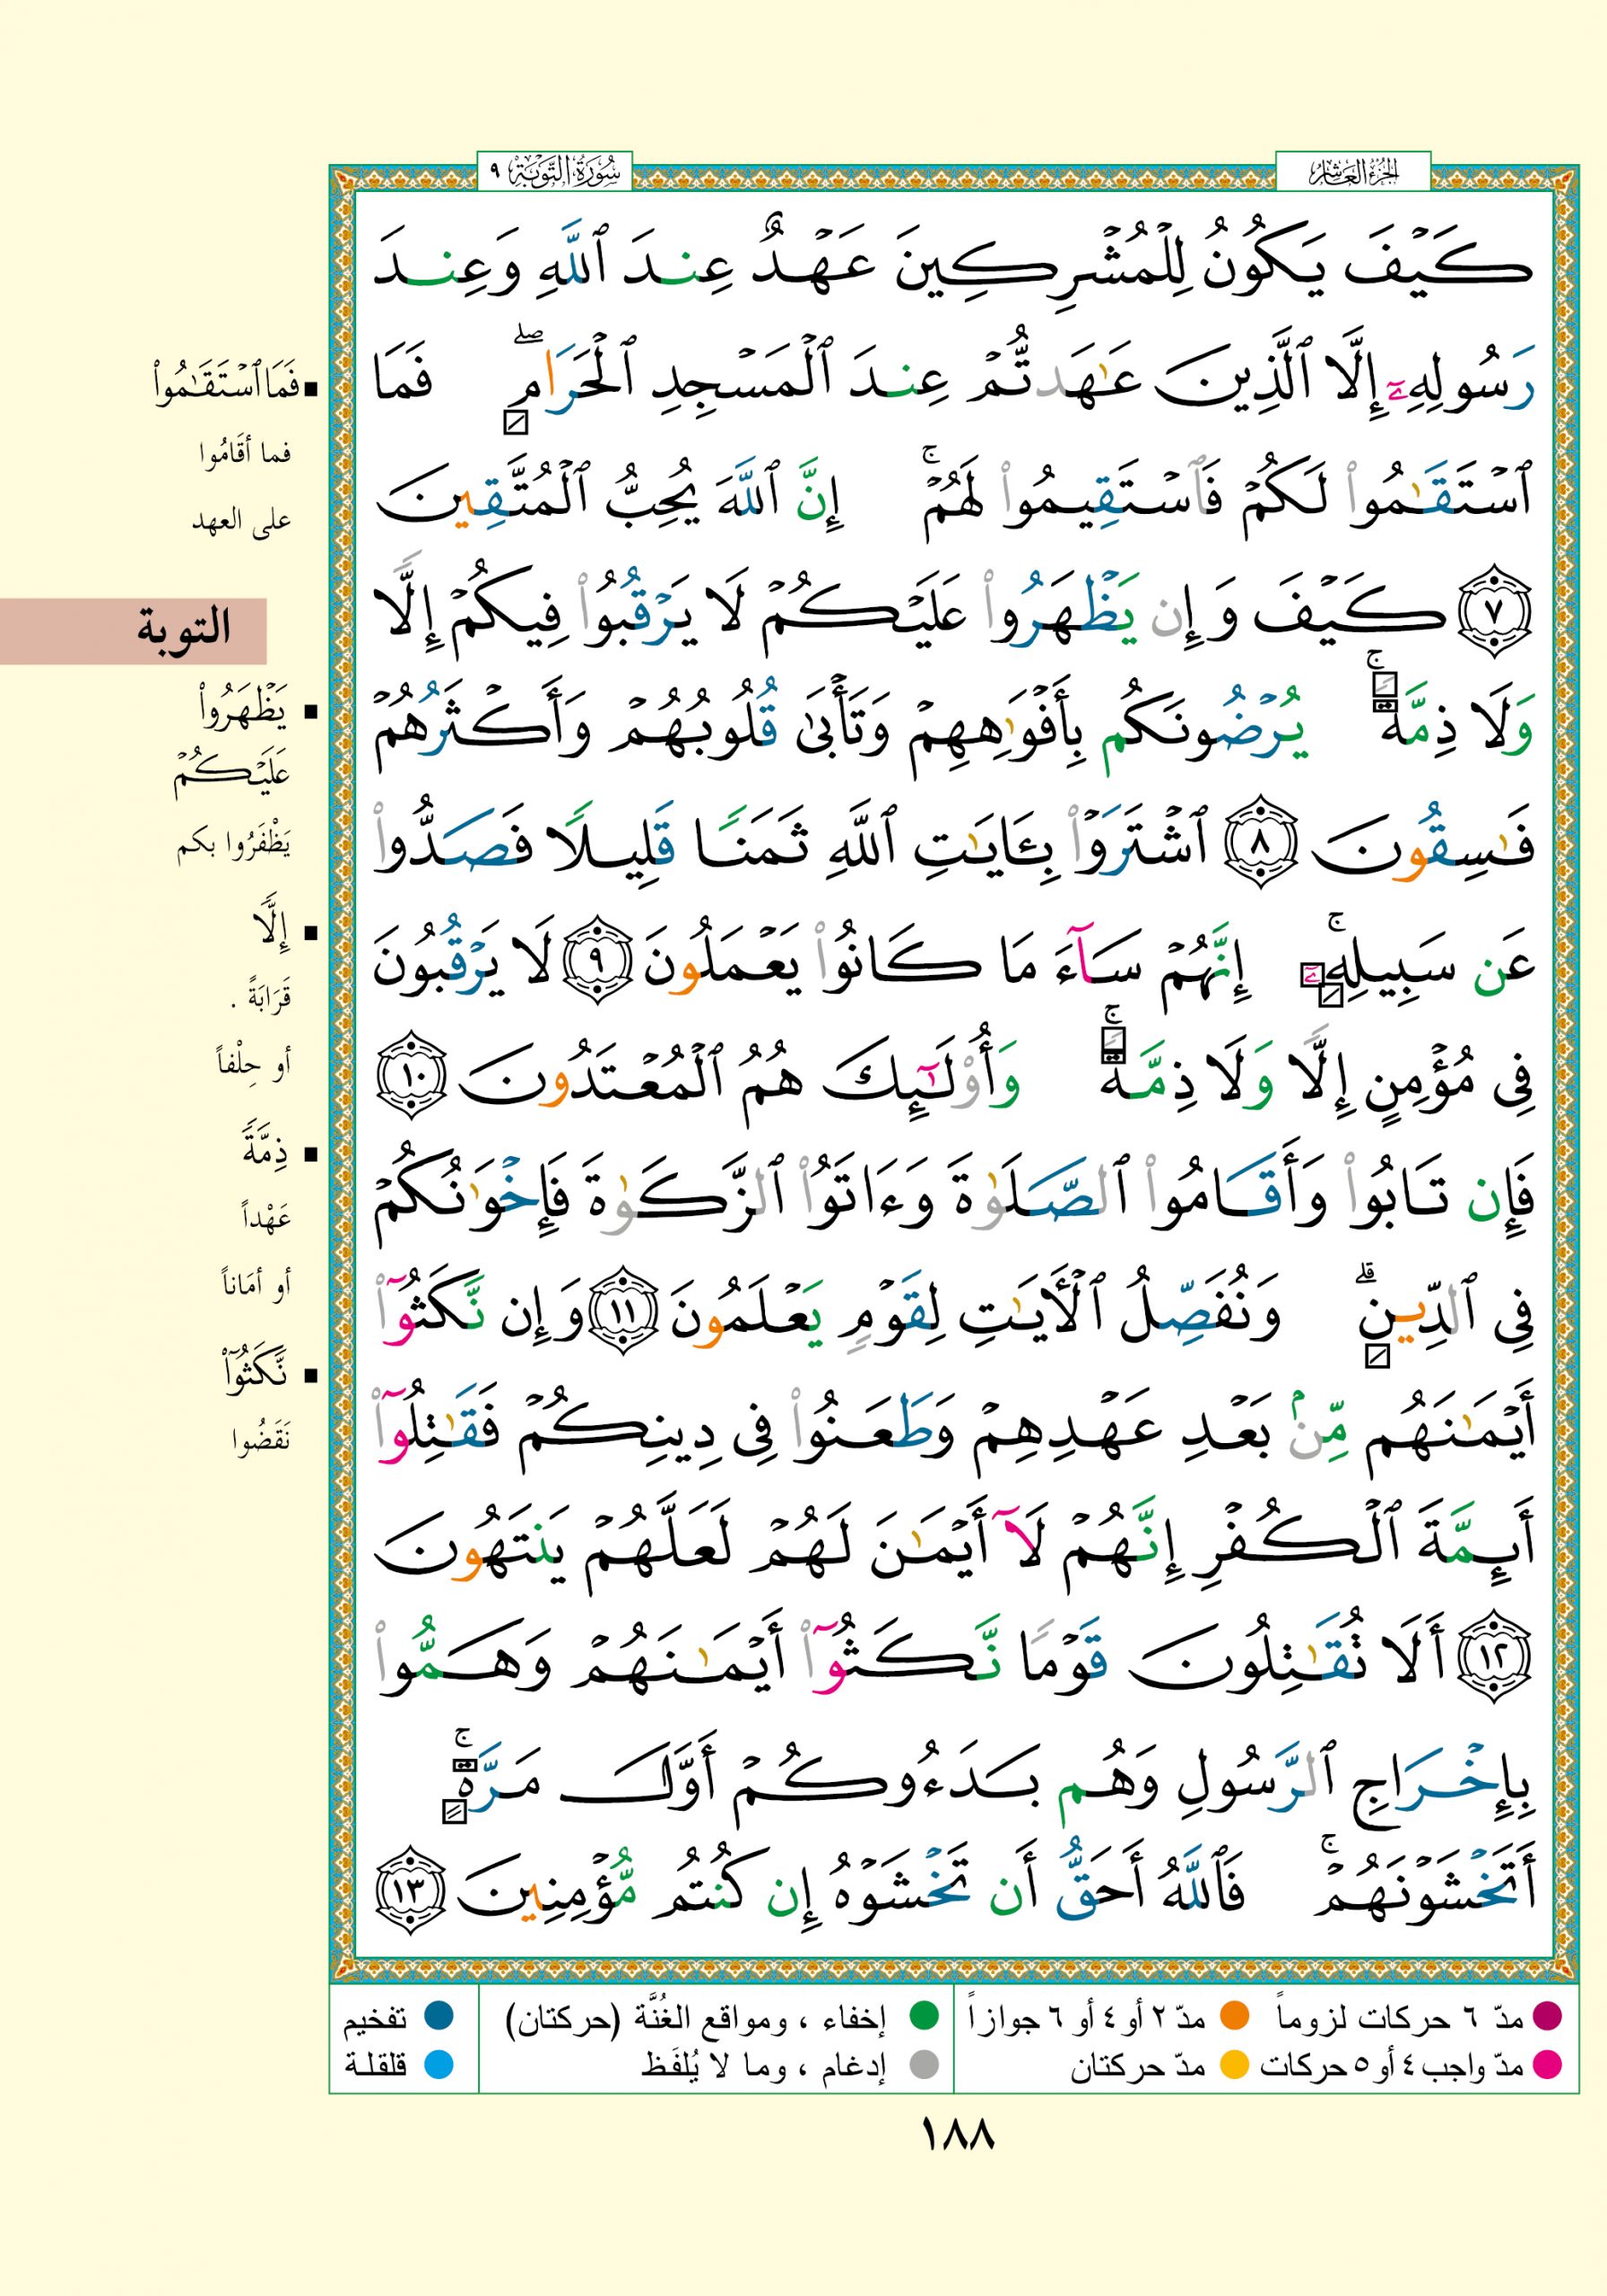 الجزء العاشر
سُورَةُ التَّوبَة ٩
كَيْفَ يَكُونُ لِلْمُشْرِكِينَ عَهْدٌ عِندَ ٱللَّهِ وَعِندَ
رَسُولِهِۦٓ إِلَّا ٱلَّذِينَ عَٰهَدتُّمْ عِندَ ٱلْمَسْجِدِ ٱلْحَرَامِ ۖ فَمَا
ٱسْتَقَٰمُوا۟ لَكُمْ فَٱسْتَقِيمُوا۟ لَهُمْ ۚ إِنَّ ٱللَّهَ يُحِبُّ ٱلْمُتَّقِينَ
٧ كَيْفَ وَإِن يَظْهَرُوا۟ عَلَيْكُمْ لَا يَرْقُبُوا۟ فِيكُمْ إِلًّا
وَلَا ذِمَّةً ۚ يُرْضُونَكُم بِأَفْوَٰهِهِمْ وَتَأْبَىٰ قُلُوبُهُمْ وَأَكْثَرُهُمْ
فَٰسِقُونَ ٨ ٱشْتَرَوْا۟ بِـَٔايَٰتِ ٱللَّهِ ثَمَنًا قَلِيلًا فَصَدُّوا۟
عَن سَبِيلِهِۦٓ ۚ إِنَّهُمْ سَآءَ مَا كَانُوا۟ يَعْمَلُونَ ٩ لَا يَرْقُبُونَ
فِى مُؤْمِنٍ إِلًّا وَلَا ذِمَّةً ۚ وَأُو۟لَٰٓئِكَ هُمُ ٱلْمُعْتَدُونَ ١٠
فَإِن تَابُوا۟ وَأَقَامُوا۟ ٱلصَّلَوٰةَ وَءَاتَوُا۟ ٱلزَّكَوٰةَ فَإِخْوَٰنُكُمْ
فِى ٱلدِّينِ ۗ وَنُفَصِّلُ ٱلْءَايَٰتِ لِقَوْمٍ يَعْلَمُونَ ١١ وَإِن نَّكَثُوٓا۟
أَيْمَٰنَهُم مِّنۢ بَعْدِ عَهْدِهِمْ وَطَعَنُوا۟ فِى دِينِكُمْ فَقَٰتِلُوٓا۟
أَئِمَّةَ ٱلْكُفْرِ إِنَّهُمْ لَآ أَيْمَٰنَ لَهُمْ لَعَلَّهُمْ يَنتَهُونَ
١٢ أَلَا تُقَٰتِلُونَ قَوْمًا نَّكَثُوٓا۟ أَيْمَٰنَهُمْ وَهَمُّوا۟
بِإِخْرَاجِ ٱلرَّسُولِ وَهُم بَدَءُوكُمْ أَوَّلَ مَرَّةٍ ۚ
أَتَخْشَوْنَهُمْ ۚ فَٱللَّهُ أَحَقُّ أَن تَخْشَوْهُ إِن كُنتُم مُّؤْمِنِينَ ١٣
■ فَمَا ٱسْتَقَٰمُوا۟
فما أقَامُوا
على العهد
التوبة
■ يَظْهَرُوا۟
عَلَيْكُمْ
يَظْفَرُوا بكم
■ إِلًّا
قَرَابَةً .
أو حِلْفاً
■ ذِمَّةً
عَهْداً
أو أمَاناً
■ نَّكَثُوٓا۟
نَقَضُوا
مدّ ٦ حركات لزوماً
مدّ ٢ أو ٤ أو ٦ جوازاً
إخفاء ، ومواقع الغُنَّة (حركتان)
تفخيم
مدّ واجب ٤ أو ٥ حركات
مدّ حركتان
إدغام ، وما لا يُلفَظ
قلقلة
١٨٨